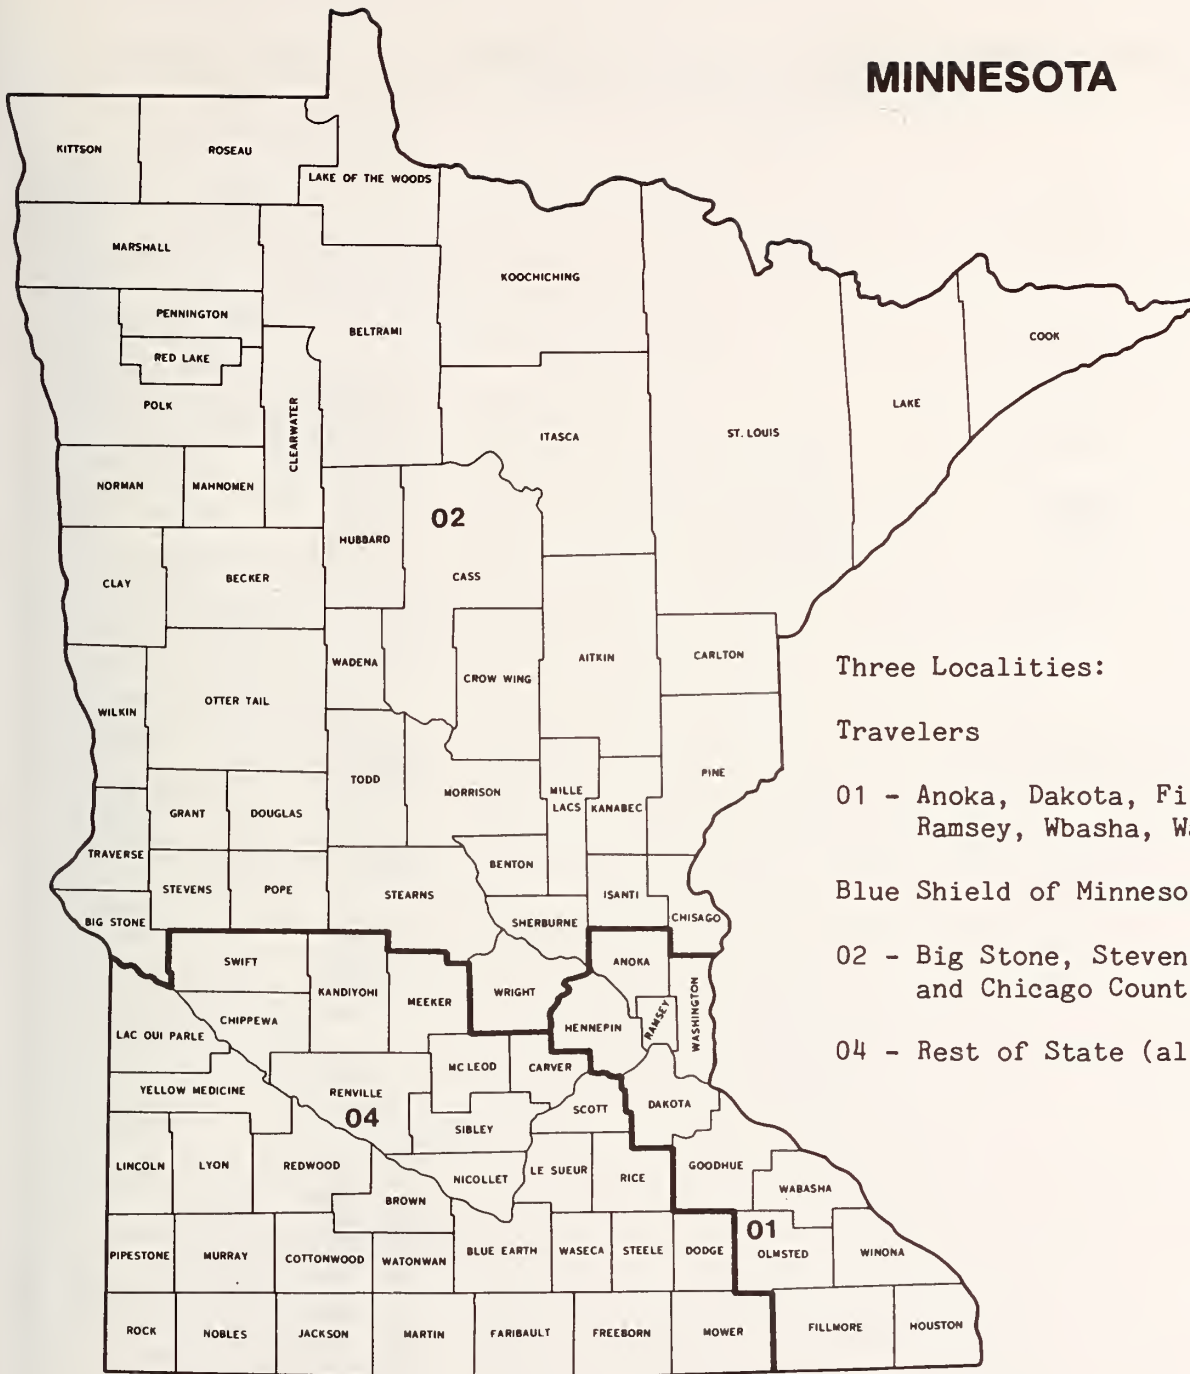 MINNESOTA
KITTSON
ROSEAU
LAKE OF THE WOODS
MARSHALL
KOOCHICHING
PENNINGTON
BELTRAMI
COOK
RED LAKE
POLK
CLEARWATER
ITASCA
ST. LOUIS
LAKE
NORMAN
MAHNOMEN
02
HUBBARD
CLAY
BECKER
CASS
WADENA
AITKIN
CARLTON
CROW WING
OTTER TAIL
WILKIN
Three Localities:
Travelers
TODD
MORRISON
MILLE
LACS
KANABEC
PINE
GRANT
DOUGLAS
01 - Anoka, Dakota, Fi
Ramsey, Wbasha, Wa
TRAVERSE
STEVENS
POPE
STEARNS
BENTON
ISANTI
BIG STONE
SHERBURNE
CHISAGO
Blue Shield of Minneso
SWIFT
KANDIYOHI
MEEKER
WRIGHT
ANOKA
WASHINGTON
02 - Big Stone, Steven
and Chicago Count
LAC QUI PARLE
CHIPPEWA
HENNEPIN
RAMSEY
04 - Rest of State (al
YELLOW MEDICINE
RENVILLE
MC LEOD
CARVER
04
SIBLEY
SCOTT
DAKOTA
LINCOLN
LYON
REDWOOD
NICOLLET
LE SUEUR
RICE
GOODHUE
WABASHA
BROWN
01
PIPESTONE
MURRAY
COTTONWOOD
WATONWAN
BLUE EARTH
WASECA
STEELE
DODGE
OLMSTED
WINONA
ROCK
NOBLES
JACKSON
MARTIN
FARIBAULT
FREEBORN
MOWER
FILLMORE
HOUSTON